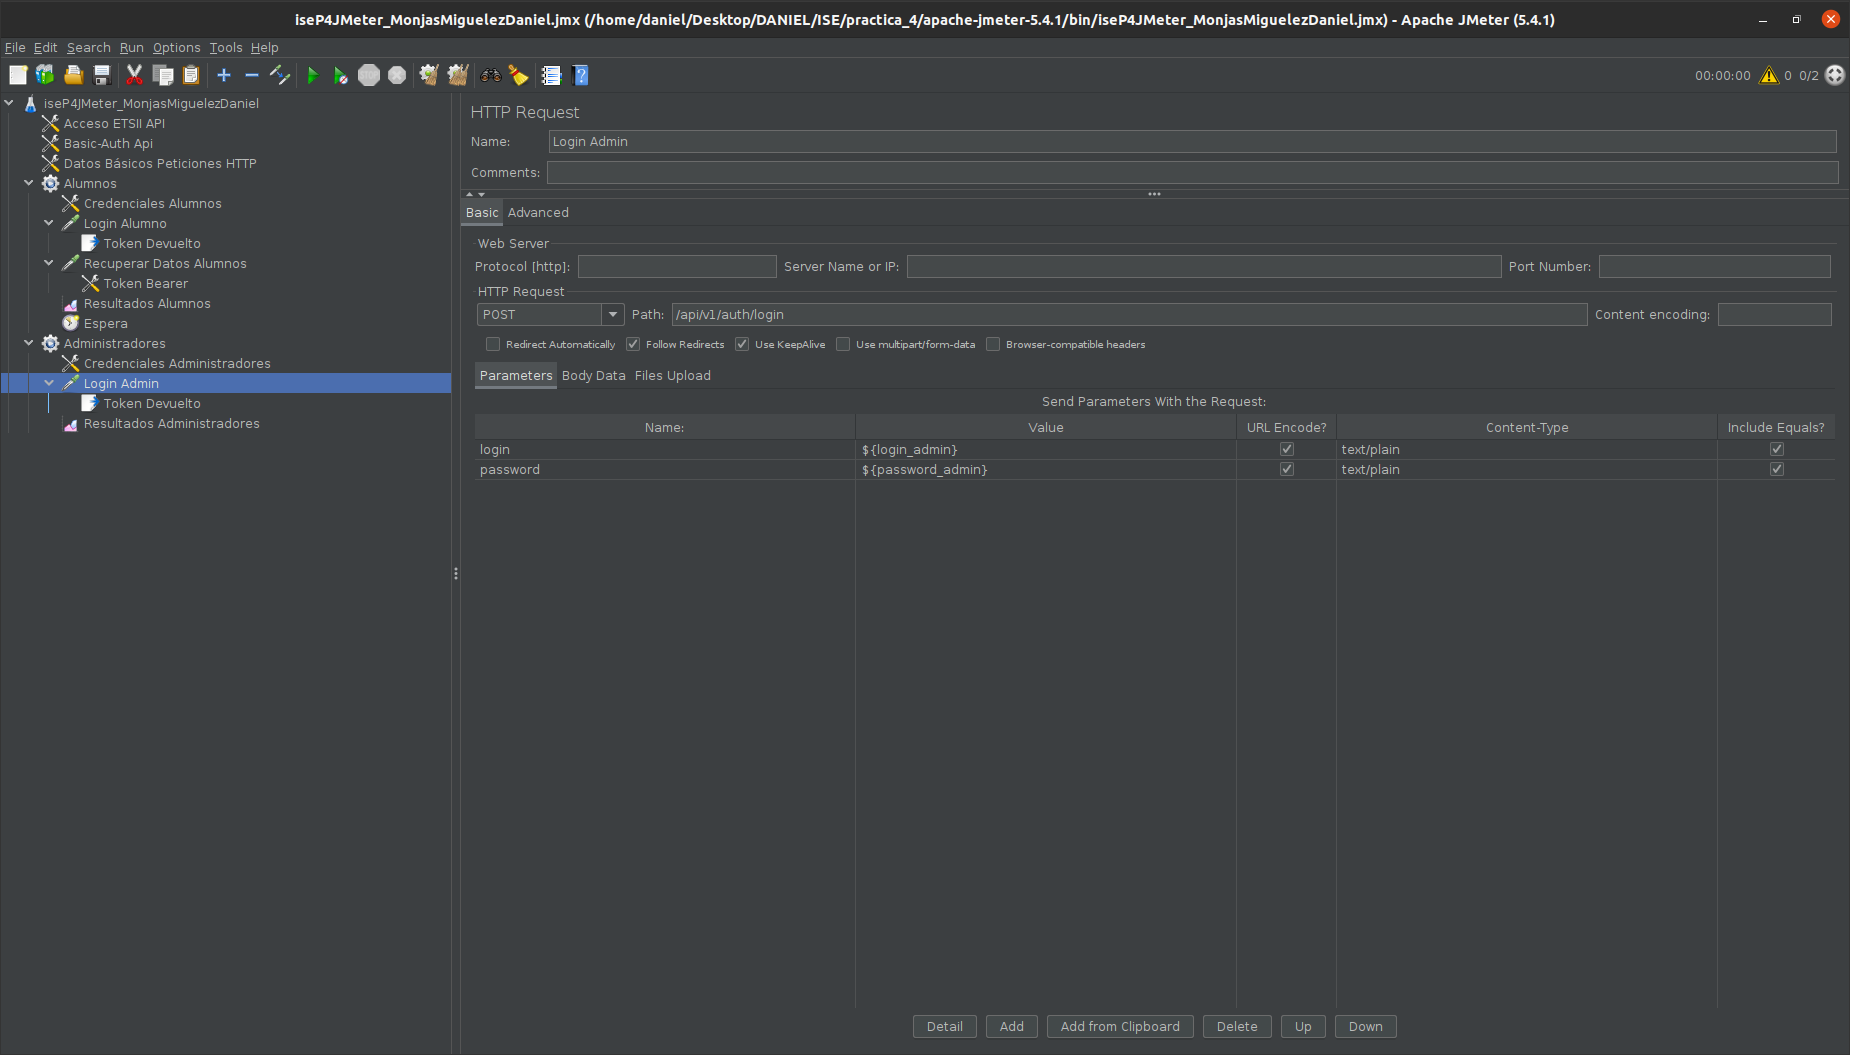 iseP4JMeter_MonjasMiguelezDaniel.jmx (/home/daniel/Desktop/DANIEL/ISE/practica_4/apache-jmeter-5.4.1/bin/iseP4JMeter_MonjasMiguelezDaniel.jmx) - Apache JMeter (5.4.1)
File Edit Search Run Options Tools Help
STOP
00:00:00 0 0/2
iseP4JMeter_MonjasMiguelezDaniel
Acceso ETSII API
Basic-Auth Api
Datos Básicos Peticiones HTTP
Alumnos
Credenciales Alumnos
Login Alumno
Token Devuelto
Recuperar Datos Alumnos
Token Bearer
Resultados Alumnos
Espera
Administradores
Credenciales Administradores
Login Admin
Token Devuelto
Resultados Administradores
HTTP Request
Name: Login Admin
Comments:
Basic Advanced
Web Server
Protocol [http]: Server Name or IP: Port Number:
HTTP Request
POST Path: /api/v1/auth/login Content encoding:
Redirect Automatically Follow Redirects Use KeepAlive Use multipart/form-data Browser-compatible headers
Parameters Body Data Files Upload
Send Parameters With the Request:
Name: Value URL Encode? Content-Type Include Equals?
login ${login_admin} text/plain
password ${password_admin} text/plain
Detail Add Add from Clipboard Delete Up Down